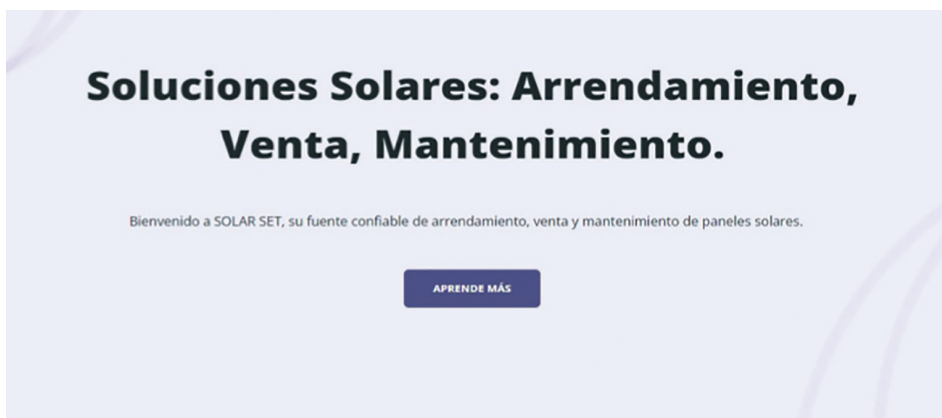 Soluciones Solares: Arrendamiento,
Venta, Mantenimiento.
Bienvenido a SOLAR SET, su fuente confiable de arrendamiento, venta y mantenimiento de paneles solares.
APRENDE MÁS